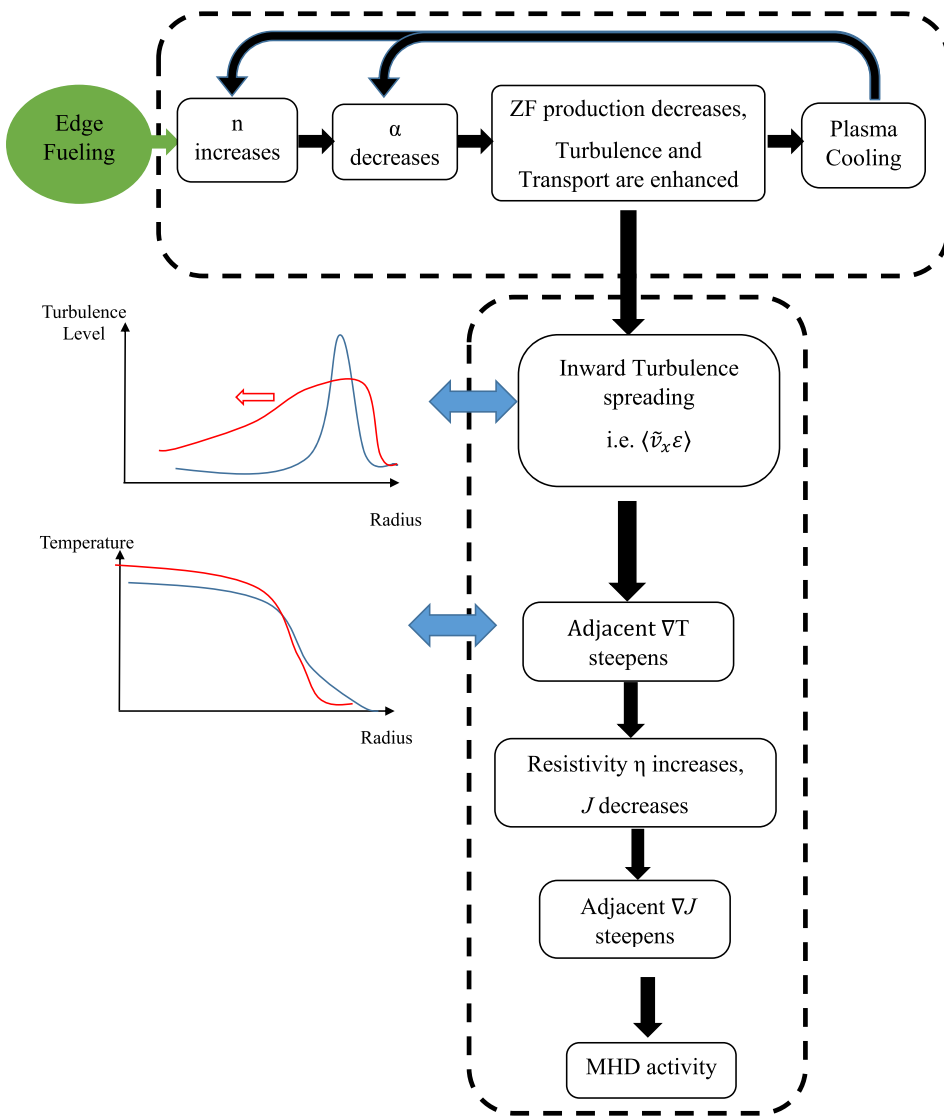 Edge
Fueling
n
increases
α
decreases
ZF production decreases,
Turbulence and
Transport are enhanced
Plasma
Cooling
Turbulence
Level
Radius
Inward Turbulence
spreading
i.e. ⟨ṽₓε⟩
Temperature
Radius
Adjacent ∇T
steepens
Resistivity η increases,
J decreases
Adjacent ∇J
steepens
MHD activity